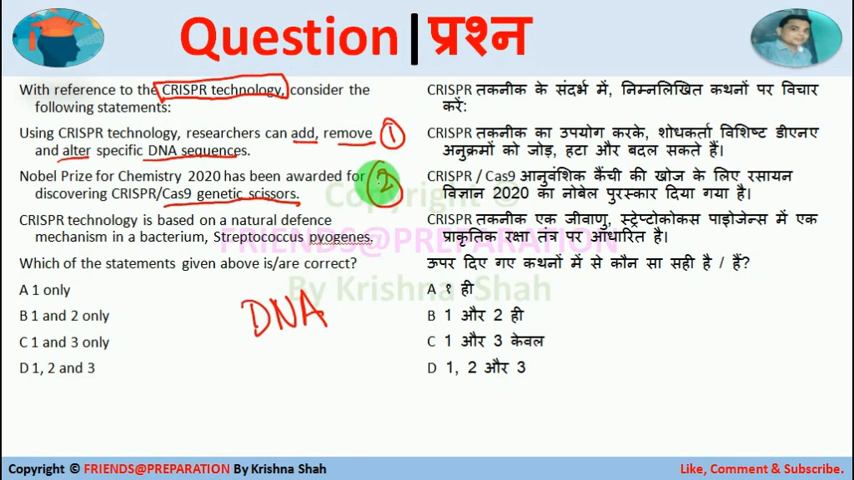 Question|प्रश्न
With reference to the CRISPR technology, consider the
following statements:
Using CRISPR technology, researchers can add, remove 1
and alter specific DNA sequences.
Nobel Prize for Chemistry 2020 has been awarded for 2
discovering CRISPR/Cas9 genetic scissors.
CRISPR technology is based on a natural defence
mechanism in a bacterium, Streptococcus pyogenes.
Which of the statements given above is/are correct?
A 1 only
B 1 and 2 only
C 1 and 3 only
D 1, 2 and 3
DNA
CRISPR तकनीक के संदर्भ में, निम्नलिखित कथनों पर विचार
करें:
CRISPR तकनीक का उपयोग करके, शोधकर्ता विशिष्ट डीएनए
अनुक्रमों को जोड़, हटा और बदल सकते हैं।
CRISPR / Cas9 आनुवंशिक कैंची की खोज के लिए रसायन
विज्ञान 2020 का नोबेल पुरस्कार दिया गया है।
CRISPR तकनीक एक जीवाणु, स्ट्रेप्टोकोकस पाइोजेन्स में एक
प्राकृतिक रक्षा तंत्र पर आधारित है।
ऊपर दिए गए कथनों में से कौन सा सही है / हैं?
A १ ही
B 1 और 2 ही
C 1 और 3 केवल
D 1, 2 और 3
Content Created
FRIENDS@PREPARATION
By Krishna Shah
Copyright © FRIENDS@PREPARATION By Krishna Shah
Like, Comment & Subscribe.